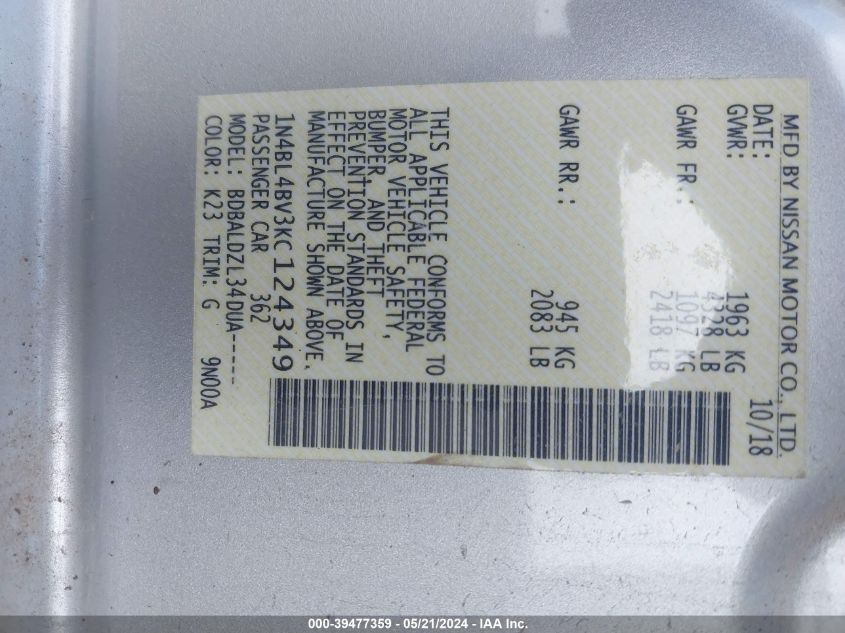 MFD BY NISSAN MOTOR CO., LTD.
DATE: 10/18
GVWR: 1963 KG
4328 LB
GAWR FR.: 1097 KG
2418 LB
GAWR RR.: 945 KG
2083 LB
THIS VEHICLE CONFORMS TO
ALL APPLICABLE FEDERAL
MOTOR VEHICLE SAFETY,
BUMPER, AND THEFT
PREVENTION STANDARDS IN
EFFECT ON THE DATE OF
MANUFACTURE SHOWN ABOVE.
1N4BL4BV3KC124349
PASSENGER CAR 362
MODEL: BDBALDZL34DUA-----
COLOR: K23 TRIM: G 9N00A
000-39477359 | 05/21/2024 - IAA Inc.